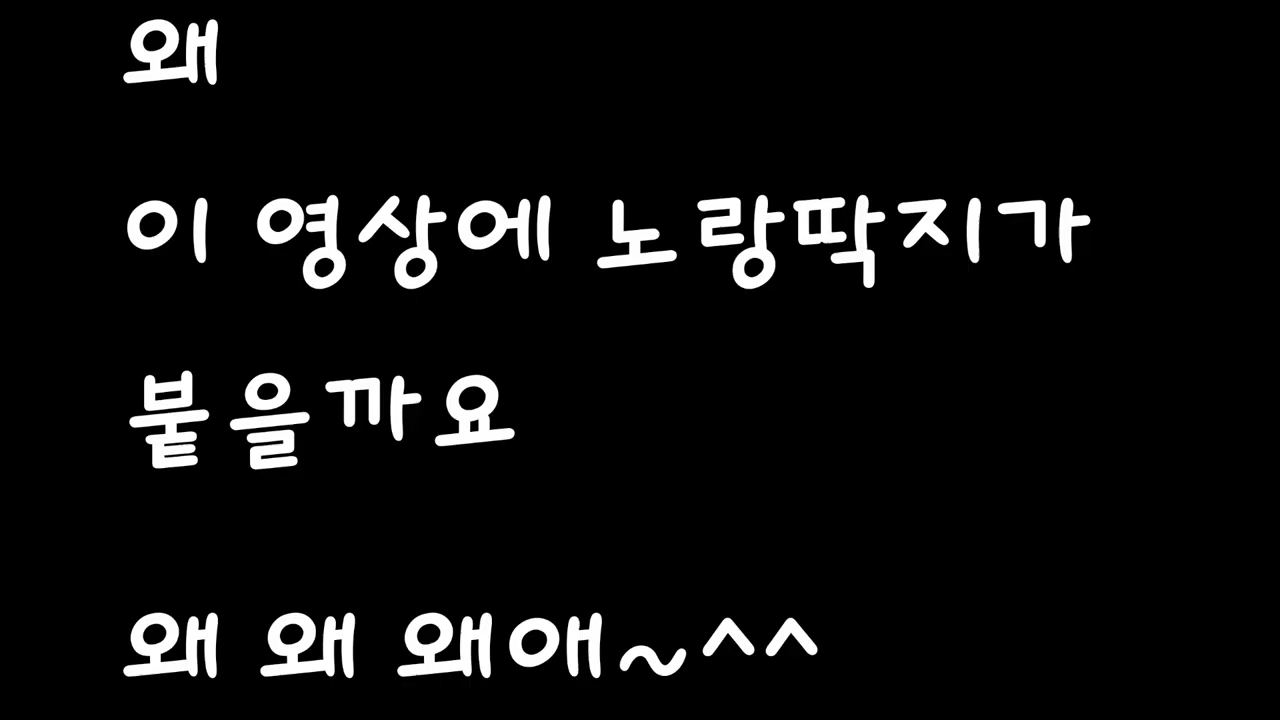 왜
이 영상에 노랑딱지가
붙을까요
왜 왜 왜애~^^